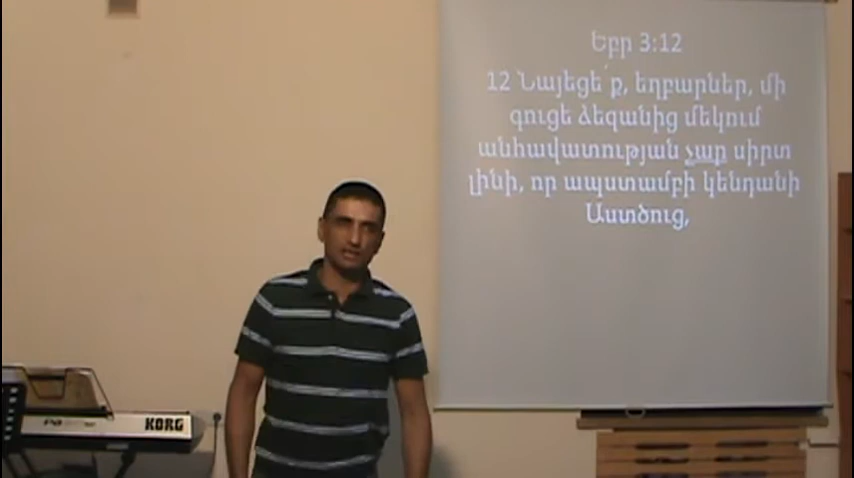 Եբր 3:12
12 Նայեցե՛ք, եղբարներ, մի
գուցե ձեզանից մեկում
անհավատության չար սիրտ
լինի, որ ապստամբի կենդանի
Աստծուց,
KORG